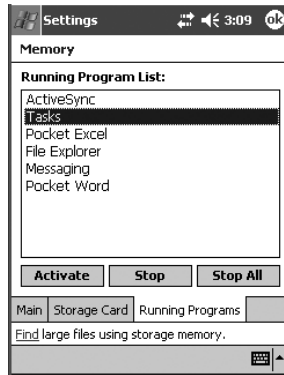 Settings 3:09 ok
Memory
Running Program List:
ActiveSync
Tasks
Pocket Excel
File Explorer
Messaging
Pocket Word
Activate Stop Stop All
Main Storage Card Running Programs
Find large files using storage memory.